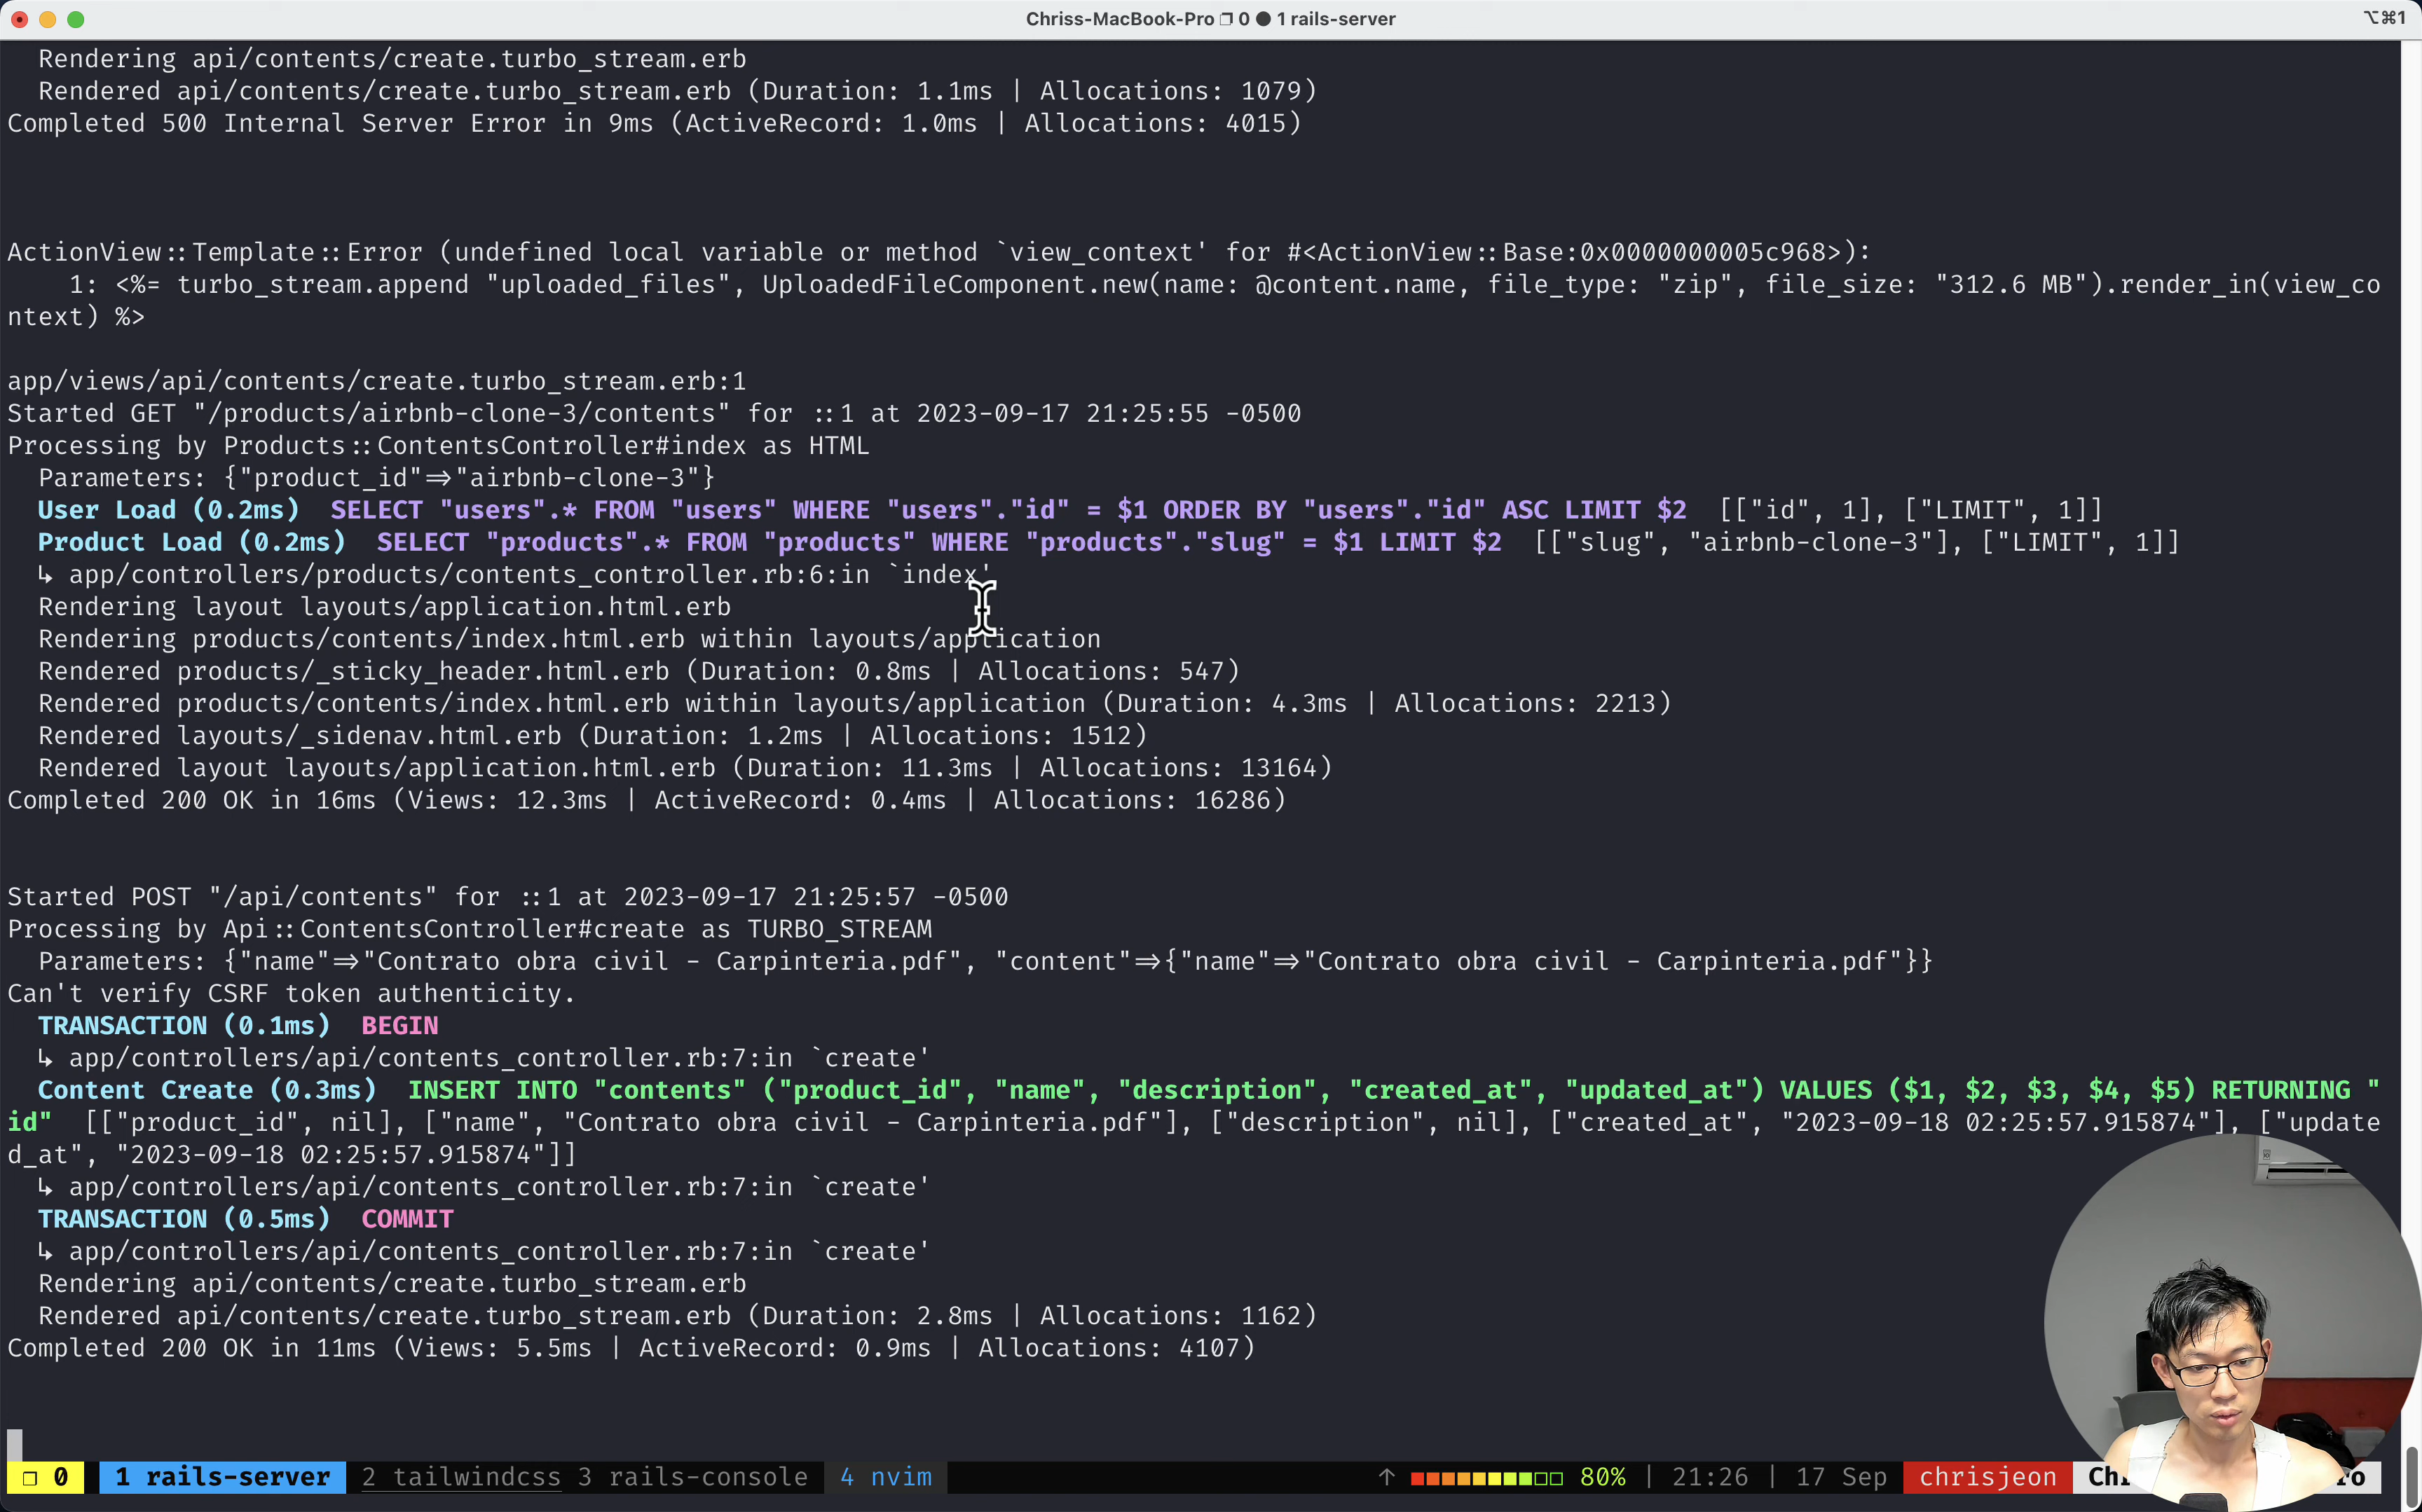 Chriss-MacBook-Pro ❐ 0 ● 1 rails-server
⌥⌘1
Rendering api/contents/create.turbo_stream.erb
Rendered api/contents/create.turbo_stream.erb (Duration: 1.1ms | Allocations: 1079)
Completed 500 Internal Server Error in 9ms (ActiveRecord: 1.0ms | Allocations: 4015)
ActionView::Template::Error (undefined local variable or method `view_context' for #<ActionView::Base:0x0000000005c968>):
1: <%= turbo_stream.append "uploaded_files", UploadedFileComponent.new(name: @content.name, file_type: "zip", file_size: "312.6 MB").render_in(view_co
ntext) %>
app/views/api/contents/create.turbo_stream.erb:1
Started GET "/products/airbnb-clone-3/contents" for ::1 at 2023-09-17 21:25:55 -0500
Processing by Products::ContentsController#index as HTML
Parameters: {"product_id"=>"airbnb-clone-3"}
User Load (0.2ms)  SELECT "users".* FROM "users" WHERE "users"."id" = $1 ORDER BY "users"."id" ASC LIMIT $2  [["id", 1], ["LIMIT", 1]]
Product Load (0.2ms)  SELECT "products".* FROM "products" WHERE "products"."slug" = $1 LIMIT $2  [["slug", "airbnb-clone-3"], ["LIMIT", 1]]
↳ app/controllers/products/contents_controller.rb:6:in `index'
Rendering layout layouts/application.html.erb
Rendering products/contents/index.html.erb within layouts/application
Rendered products/_sticky_header.html.erb (Duration: 0.8ms | Allocations: 547)
Rendered products/contents/index.html.erb within layouts/application (Duration: 4.3ms | Allocations: 2213)
Rendered layouts/_sidenav.html.erb (Duration: 1.2ms | Allocations: 1512)
Rendered layout layouts/application.html.erb (Duration: 11.3ms | Allocations: 13164)
Completed 200 OK in 16ms (Views: 12.3ms | ActiveRecord: 0.4ms | Allocations: 16286)
Started POST "/api/contents" for ::1 at 2023-09-17 21:25:57 -0500
Processing by Api::ContentsController#create as TURBO_STREAM
Parameters: {"name"=>"Contrato obra civil - Carpinteria.pdf", "content"=>{"name"=>"Contrato obra civil - Carpinteria.pdf"}}
Can't verify CSRF token authenticity.
TRANSACTION (0.1ms)  BEGIN
↳ app/controllers/api/contents_controller.rb:7:in `create'
Content Create (0.3ms)  INSERT INTO "contents" ("product_id", "name", "description", "created_at", "updated_at") VALUES ($1, $2, $3, $4, $5) RETURNING "
id"  [["product_id", nil], ["name", "Contrato obra civil - Carpinteria.pdf"], ["description", nil], ["created_at", "2023-09-18 02:25:57.915874"], ["update
d_at", "2023-09-18 02:25:57.915874"]]
↳ app/controllers/api/contents_controller.rb:7:in `create'
TRANSACTION (0.5ms)  COMMIT
↳ app/controllers/api/contents_controller.rb:7:in `create'
Rendering api/contents/create.turbo_stream.erb
Rendered api/contents/create.turbo_stream.erb (Duration: 2.8ms | Allocations: 1162)
Completed 200 OK in 11ms (Views: 5.5ms | ActiveRecord: 0.9ms | Allocations: 4107)
❐ 0 1 rails-server 2 tailwindcss 3 rails-console 4 nvim ↑ 80% | 21:26 | 17 Sep chrisjeon